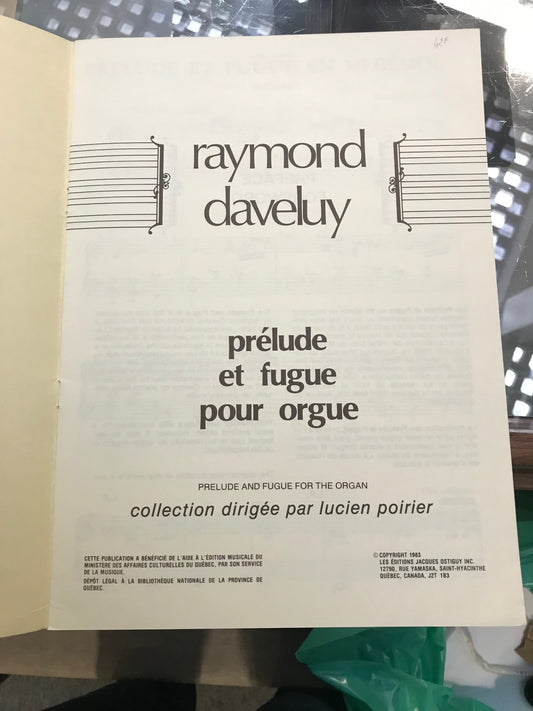 raymond
daveluy
prélude
et fugue
pour orgue
PRELUDE AND FUGUE FOR THE ORGAN
collection dirigée par lucien poirier
CETTE PUBLICATION A BÉNÉFICIÉ DE L'AIDE À L'ÉDITION MUSICALE DU
MINISTÈRE DES AFFAIRES CULTURELLES DU QUÉBEC, PAR SON SERVICE
DE LA MUSIQUE.
DÉPÔT LÉGAL À LA BIBLIOTHÈQUE NATIONALE DE LA PROVINCE DE
QUÉBEC.
© COPYRIGHT 1983
LES ÉDITIONS JACQUES OSTIGUY INC.
12790, RUE YAMASKA, SAINT-HYACINTHE
QUÉBEC, CANADA, J2T 1B3